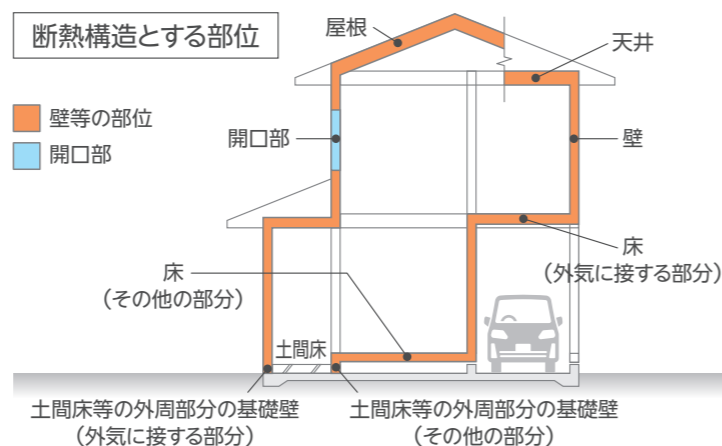 断熱構造とする部位
屋根
天井
壁等の部位
開口部
開口部
壁
床
(外気に接する部分)
床
(その他の部分)
土間床
土間床等の外周部分の基礎壁
(外気に接する部分)
土間床等の外周部分の基礎壁
(その他の部分)